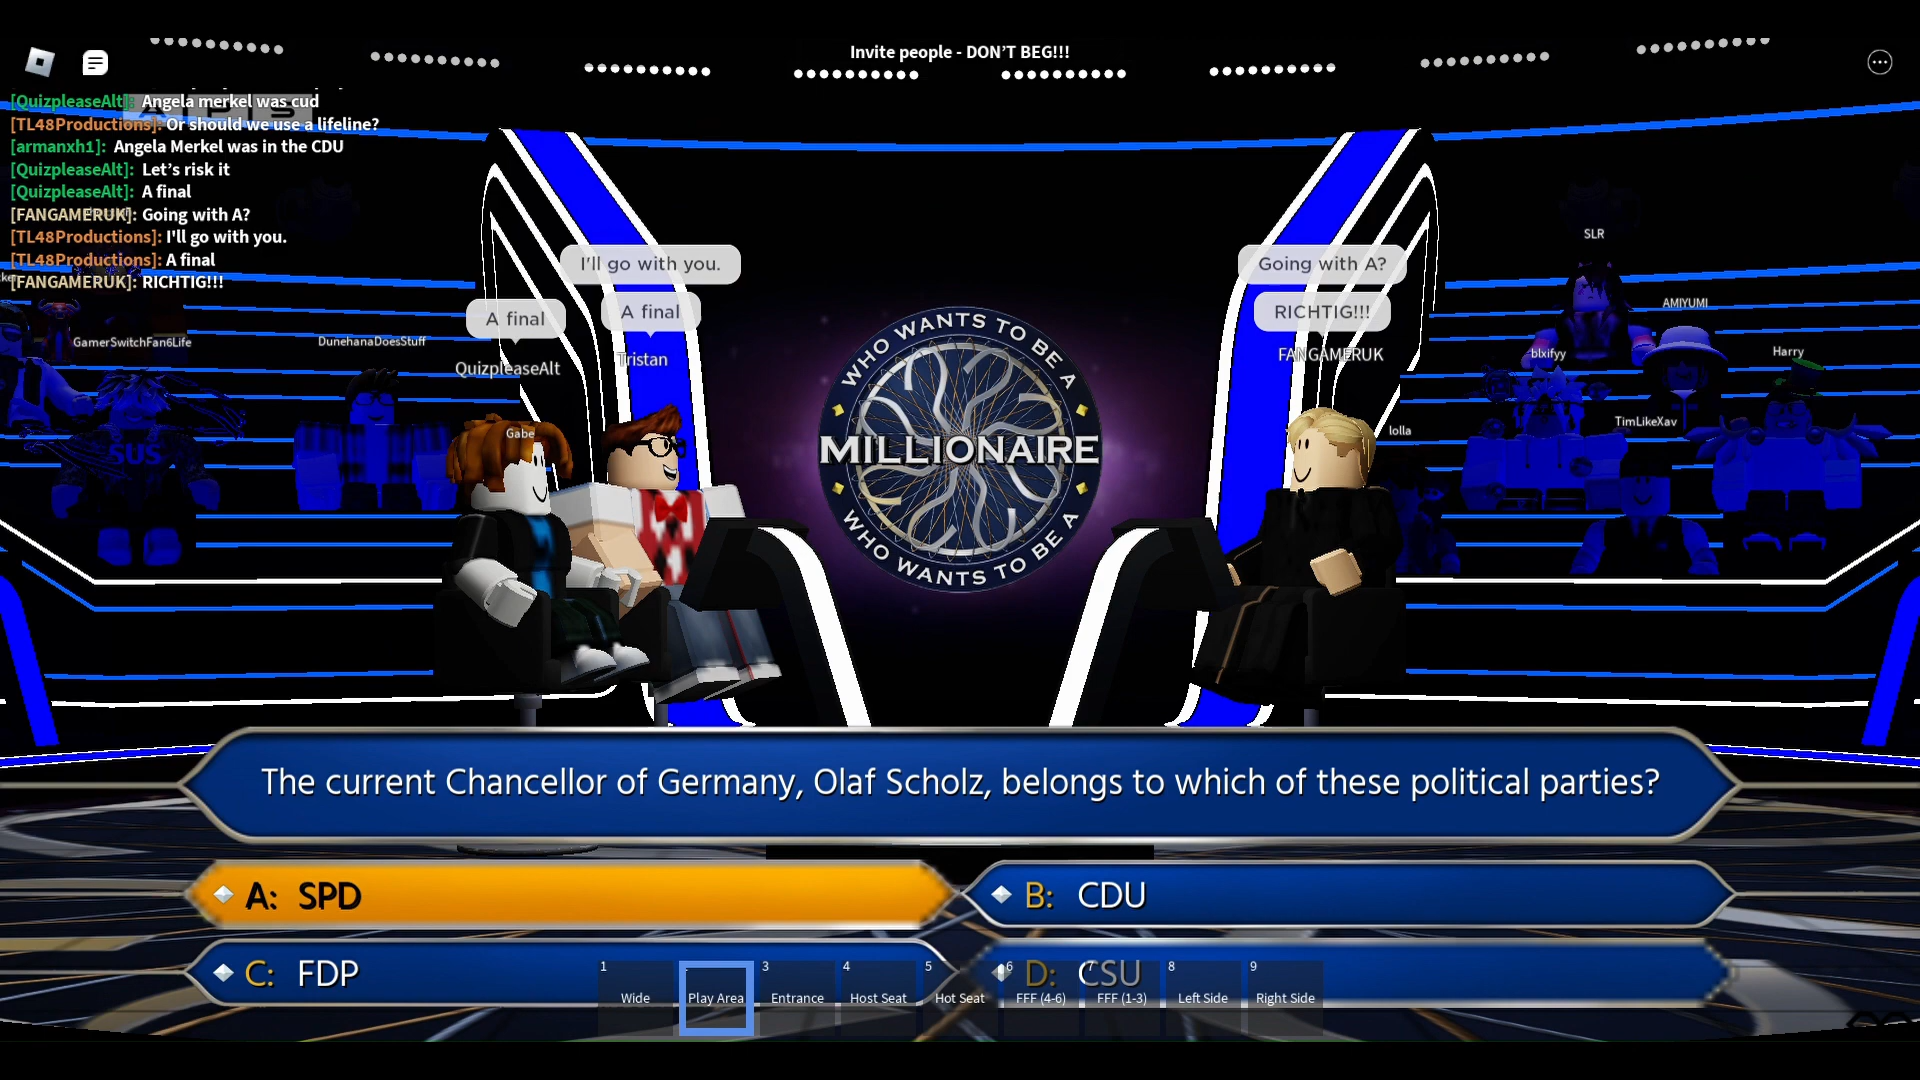 Invite people - DON'T BEG!!!
[QuizpleaseAlt]: Angela merkel was cud
[TL48Productions]: Or should we use a lifeline?
[armanxh1]: Angela Merkel was in the CDU
[QuizpleaseAlt]: Let's risk it
[QuizpleaseAlt]: A final
[FANGAMERUK]: Going with A?
[TL48Productions]: I'll go with you.
[TL48Productions]: A final
[FANGAMERUK]: RICHTIG!!!
I'll go with you.
A final
A final
QuizpleaseAlt
Tristan
Going with A?
RICHTIG!!!
FANGAMERUK
GamerSwitchFan6Life
DunehanaDoesStuff
Gabe
SUS
SLR
AMIYUMI
blxifyy
Harry
TimLikeXav
lolla
WHO WANTS TO BE A
MILLIONAIRE
WHO WANTS TO BE A
The current Chancellor of Germany, Olaf Scholz, belongs to which of these political parties?
A: SPD
B: CDU
C: FDP
D: CSU
1 Wide
Play Area
3 Entrance
4 Host Seat
5 Hot Seat
6 FFF (4-6)
7 FFF (1-3)
8 Left Side
9 Right Side